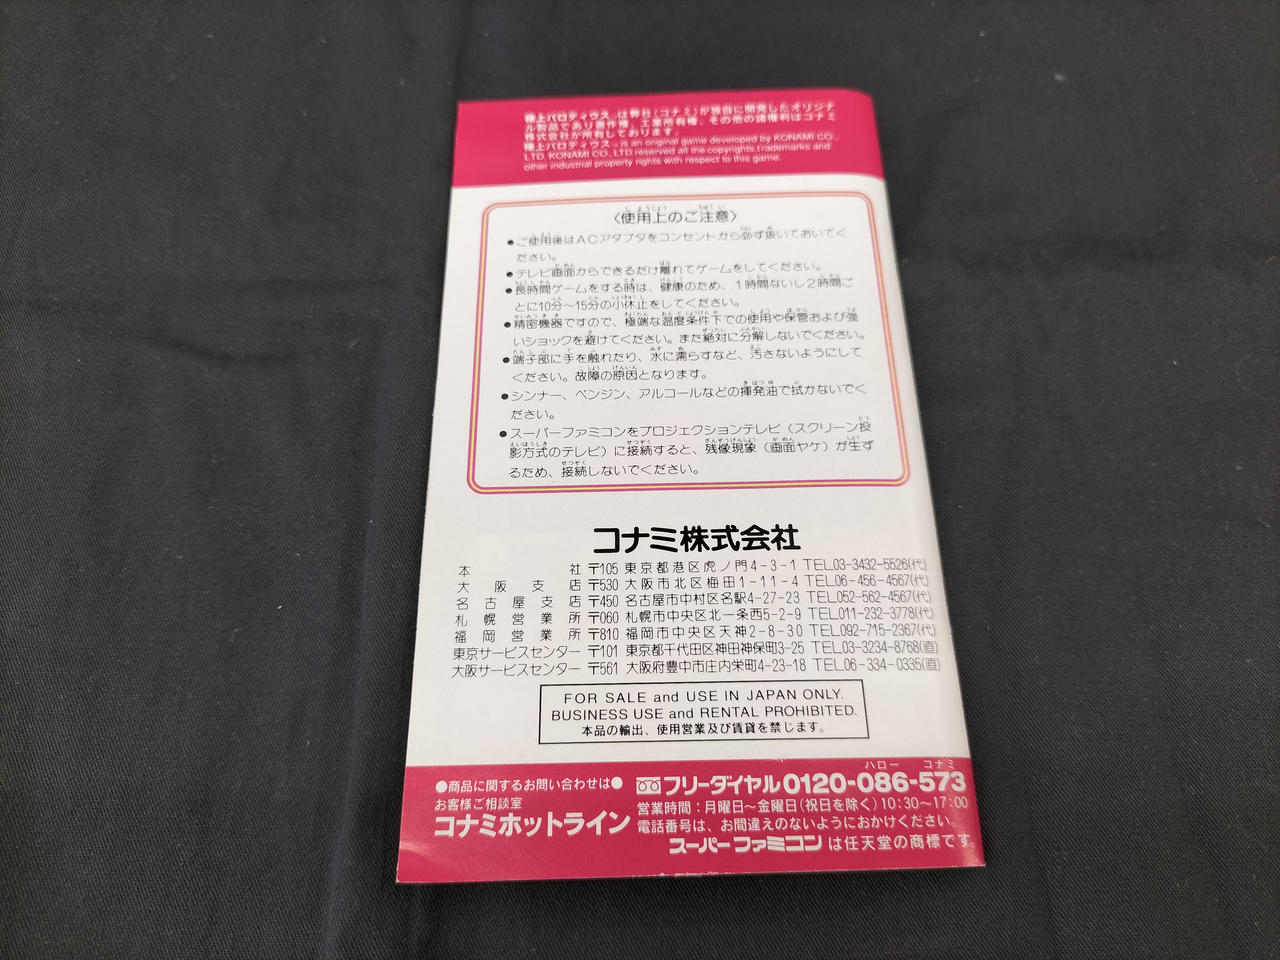 極上パロディウス™は弊社(コナミ)が独自に開発したオリジナ
ル製品であり著作権、工業所有権、その他の諸権利はコナミ
株式会社が所有しております。
極上パロディウス™ is an original game developed by KONAMI CO.,
LTD. KONAMI CO., LTD reserved all the copyrights, trademarks and
other industrial property rights with respect to this game.
〈使用上のご注意〉
●ご使用後はACアダプタをコンセントから必ず抜いておいてく
ださい。
●テレビ画面からできるだけ離れてゲームをしてください。
●長時間ゲームをする時は、健康のため、1時間ないし2時間ご
とに10分〜15分の小休止をしてください。
●精密機器ですので、極端な温度条件下での使用や保管および強
いショックを避けてください。また絶対に分解しないでください。
●端子部に手を触れたり、水に濡らすなど、汚さないようにして
ください。故障の原因となります。
●シンナー、ベンジン、アルコールなどの揮発油で拭かないでく
ださい。
●スーパーファミコンをプロジェクションテレビ(スクリーン投
影方式のテレビ)に接続すると、残像現象(画面ヤケ)が生ず
るため、接続しないでください。
コナミ株式会社
本社 〒105 東京都港区虎ノ門4-3-1 TEL03-3432-5526(代)
大阪支店 〒530 大阪市北区梅田1-11-4 TEL06-456-4567(代)
名古屋支店 〒450 名古屋市中村区名駅4-27-23 TEL052-562-4567(代)
札幌営業所 〒060 札幌市中央区北一条西5-2-9 TEL011-232-3778(代)
福岡営業所 〒810 福岡市中央区天神2-8-30 TEL092-715-2367(代)
東京サービスセンター 〒101 東京都千代田区神田神保町3-25 TEL03-3234-8768(直)
大阪サービスセンター 〒561 大阪府豊中市庄内栄町4-23-18 TEL06-334-0335(直)
FOR SALE and USE IN JAPAN ONLY.
BUSINESS USE and RENTAL PROHIBITED.
本品の輸出、使用営業及び賃貸を禁じます。
●商品に関するお問い合わせは●
お客様ご相談室
コナミホットライン
ハロー コナミ
フリーダイヤル0120-086-573
営業時間:月曜日〜金曜日(祝日を除く)10:30〜17:00
電話番号は、お間違えのないようにおかけください。
スーパーファミコンは任天堂の商標です。